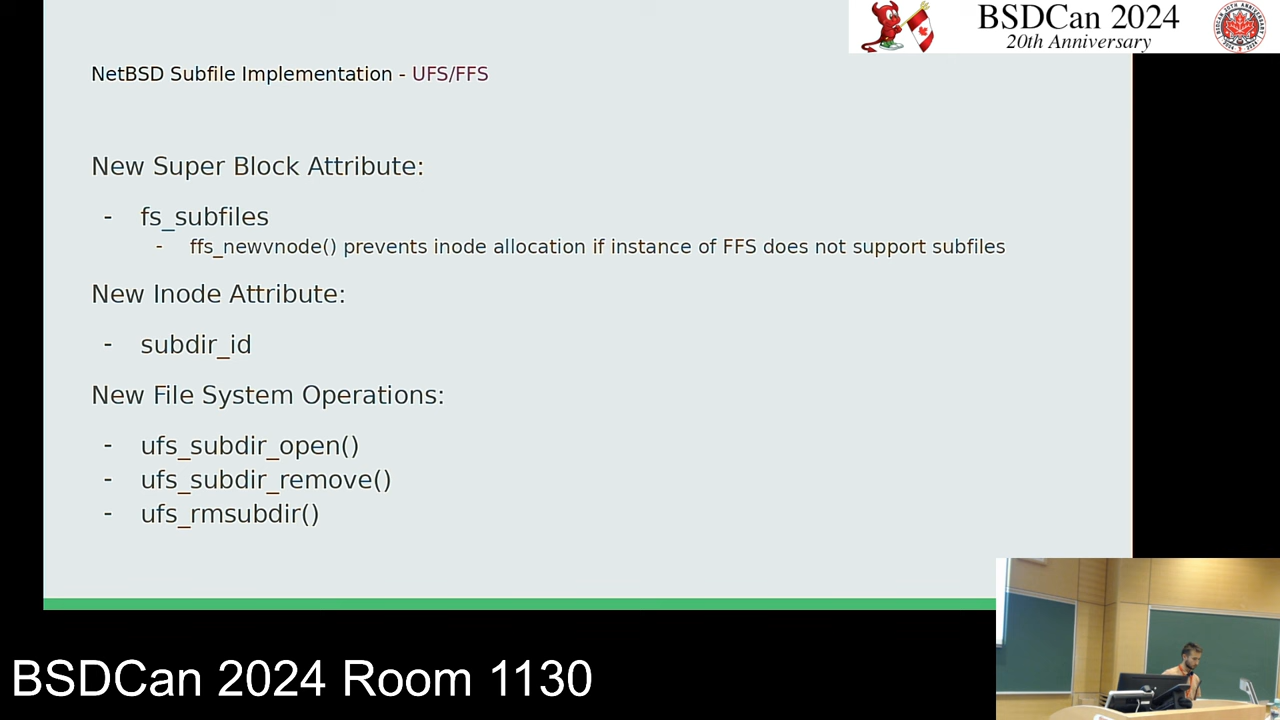 BSDCan 2024
20th Anniversary
NetBSD Subfile Implementation - UFS/FFS
New Super Block Attribute:
- fs_subfiles
- ffs_newvnode() prevents inode allocation if instance of FFS does not support subfiles
New Inode Attribute:
- subdir_id
New File System Operations:
- ufs_subdir_open()
- ufs_subdir_remove()
- ufs_rmsubdir()
BSDCan 2024 Room 1130